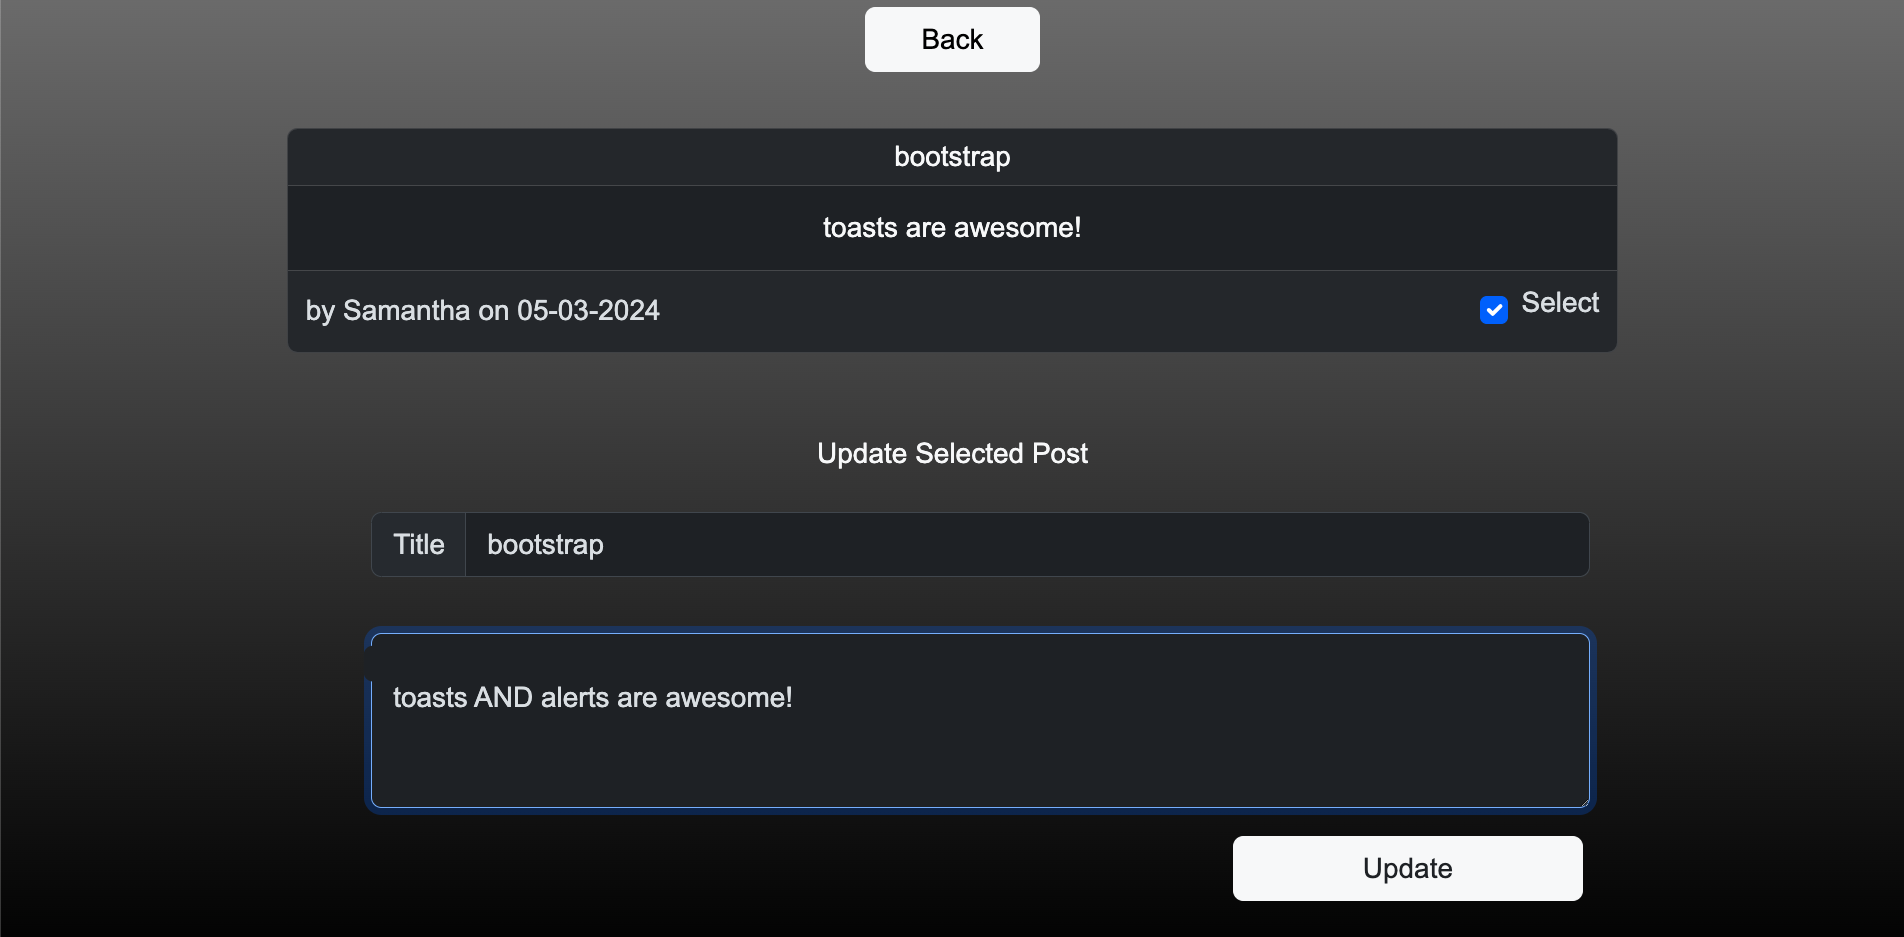 Back
bootstrap
toasts are awesome!
by Samantha on 05-03-2024
Select
Update Selected Post
Title
bootstrap
toasts AND alerts are awesome!
Update